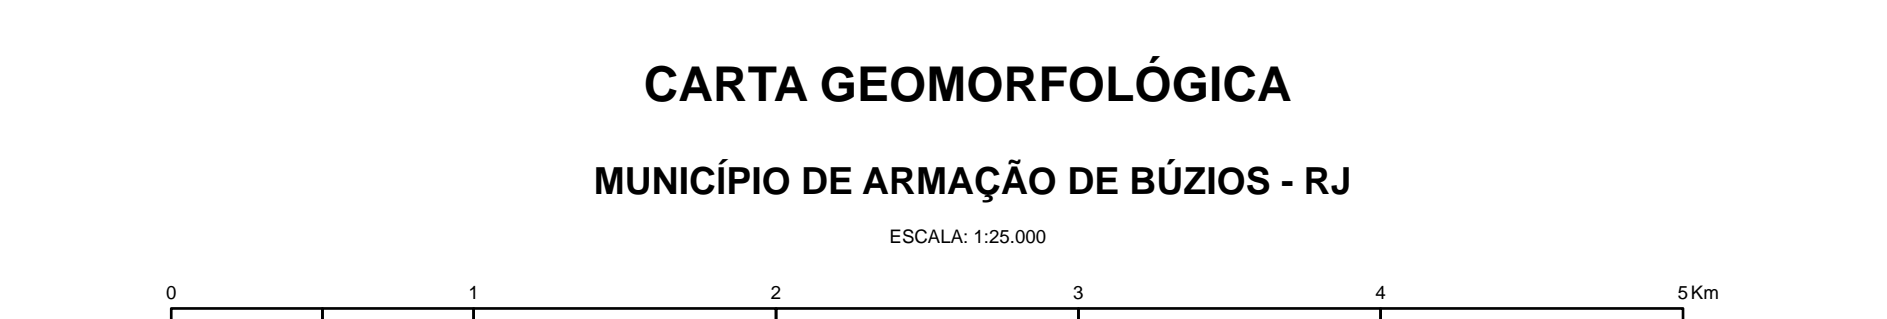 CARTA GEOMORFOLÓGICA
MUNICÍPIO DE ARMAÇÃO DE BÚZIOS - RJ
ESCALA: 1:25.000
0 1 2 3 4 5 Km